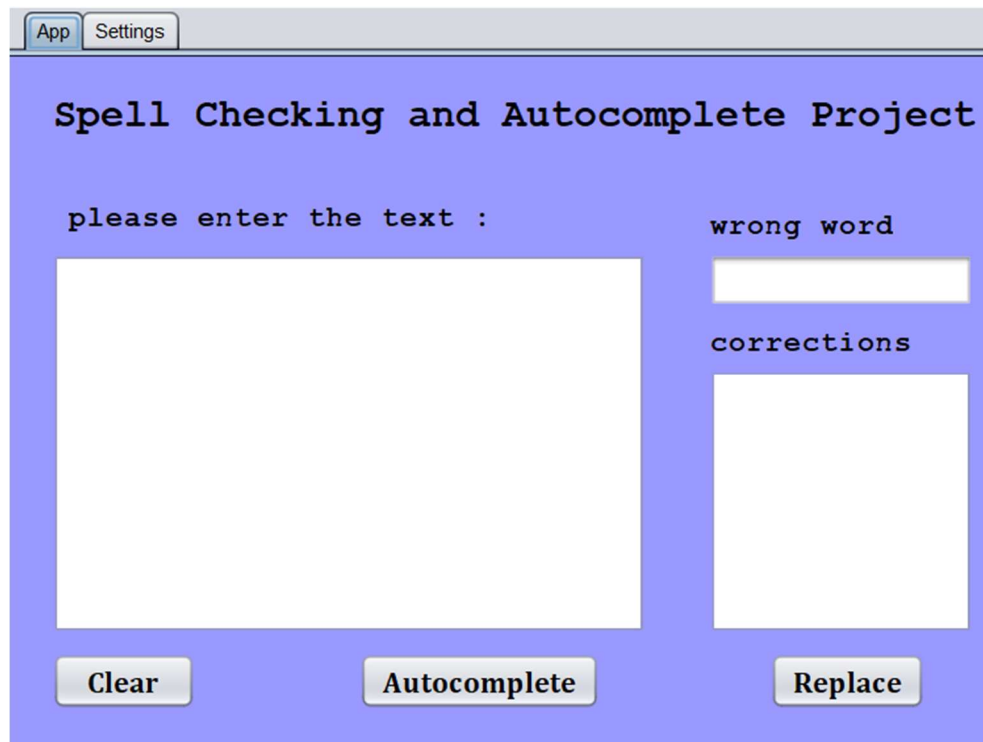 App Settings
Spell Checking and Autocomplete Project
please enter the text :
wrong word
corrections
Clear Autocomplete Replace